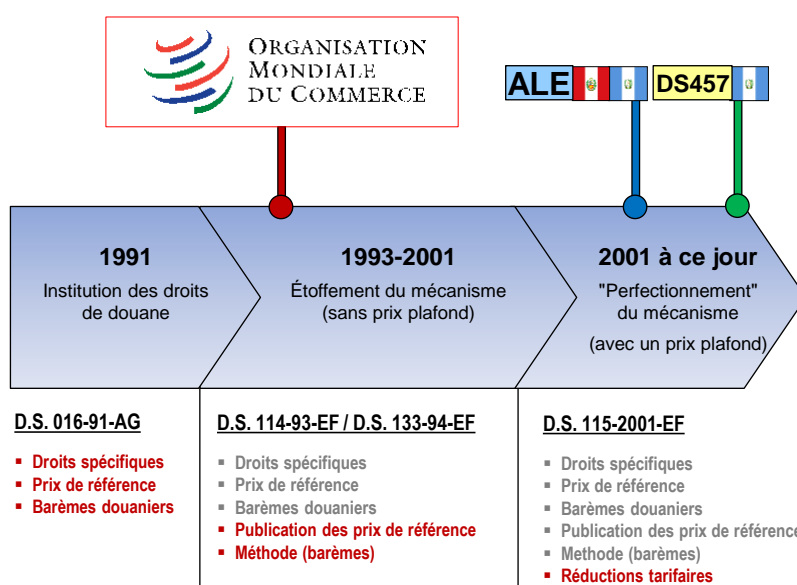 ORGANISATION
MONDIALE
DU COMMERCE
ALE
DS457
1991
Institution des droits
de douane
1993-2001
Étoffement du mécanisme
(sans prix plafond)
2001 à ce jour
"Perfectionnement"
du mécanisme
(avec un prix plafond)
D.S. 016-91-AG
▪ Droits spécifiques
▪ Prix de référence
▪ Barèmes douaniers
D.S. 114-93-EF / D.S. 133-94-EF
▪ Droits spécifiques
▪ Prix de référence
▪ Barèmes douaniers
▪ Publication des prix de référence
▪ Méthode (barèmes)
D.S. 115-2001-EF
▪ Droits spécifiques
▪ Prix de référence
▪ Barèmes douaniers
▪ Publication des prix de référence
▪ Methode (barèmes)
▪ Réductions tarifaires